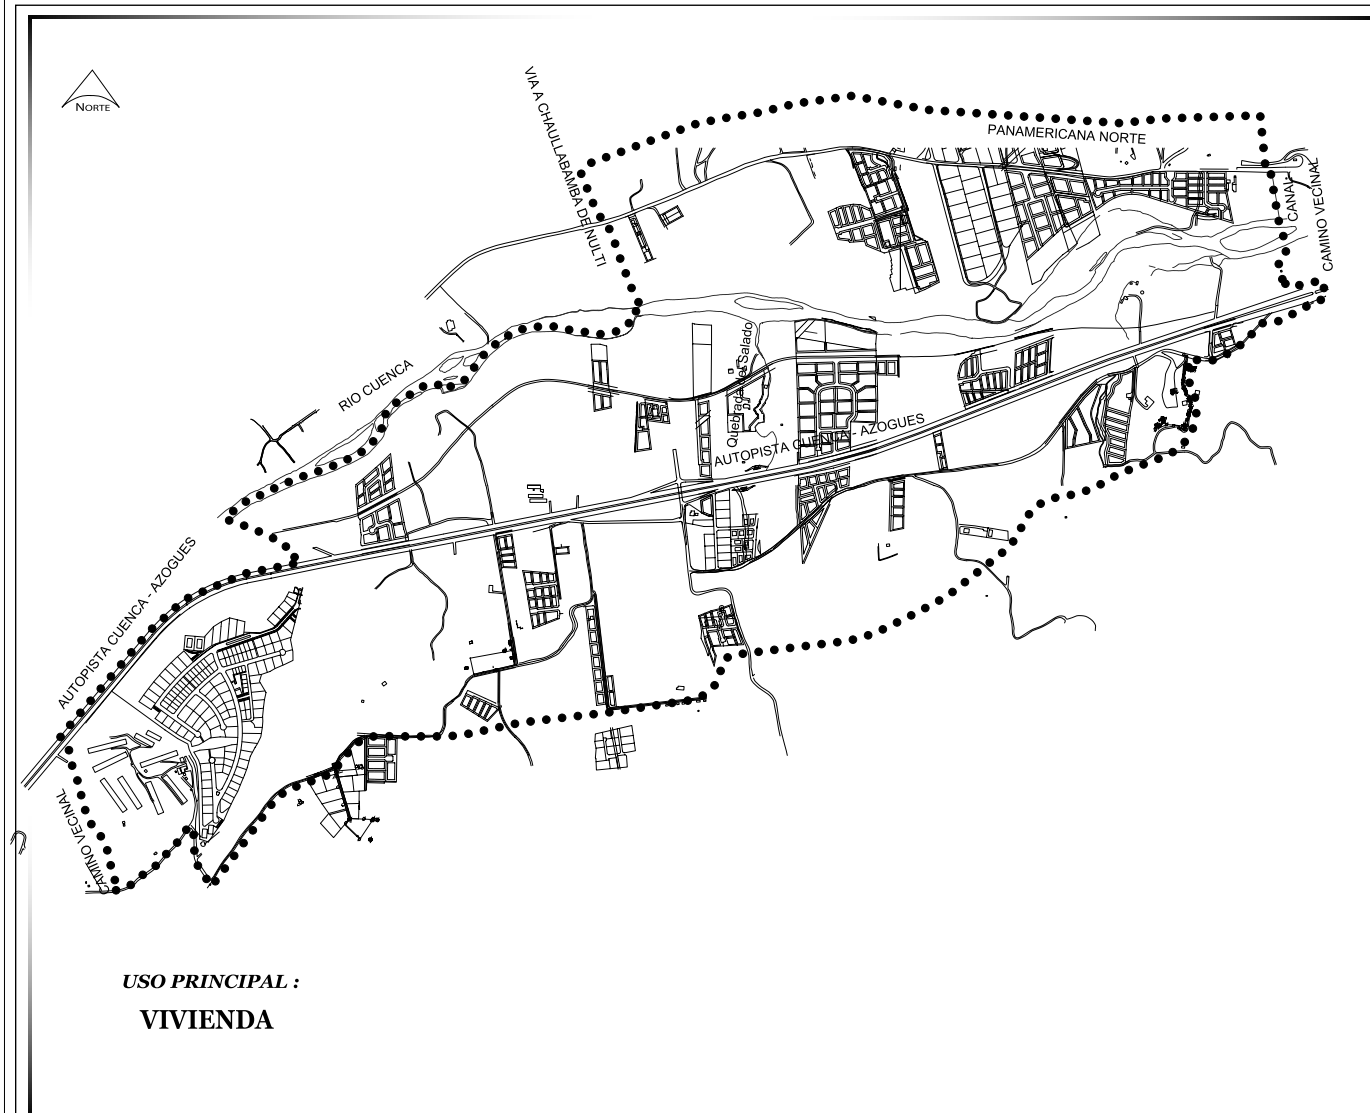 NORTE
VIA A CHAULLABAMBA DE NULTI
PANAMERICANA NORTE
CANAL
CAMINO VECINAL
RIO CUENCA
Quebrada del Salado
AUTOPISTA CUENCA - AZOGUES
AUTOPISTA CUENCA - AZOGUES
CAMINO VECINAL
USO PRINCIPAL :
VIVIENDA